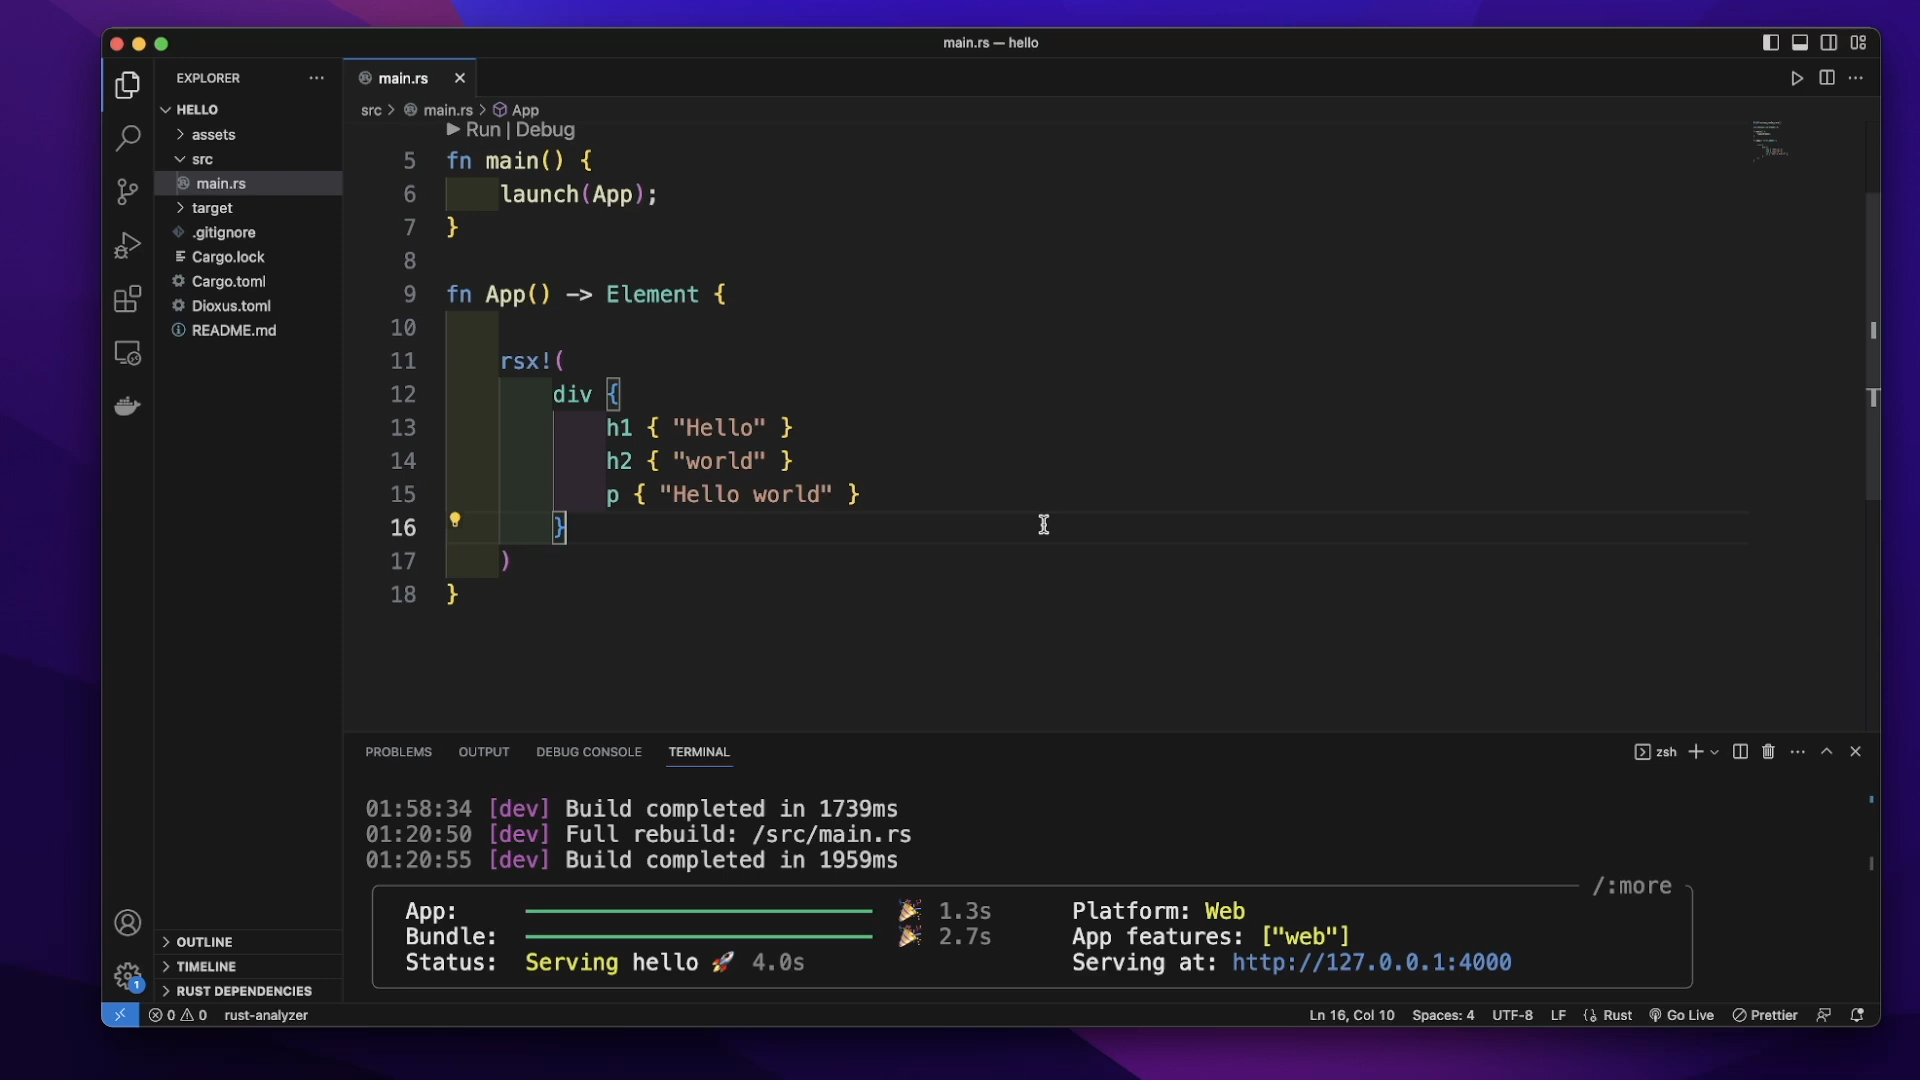 main.rs — hello
EXPLORER
HELLO
assets
src
main.rs
target
.gitignore
Cargo.lock
Cargo.toml
Dioxus.toml
README.md
OUTLINE
TIMELINE
RUST DEPENDENCIES
main.rs
src > main.rs > App
Run | Debug
5 fn main() {
6 launch(App);
7 }
8
9 fn App() -> Element {
10
11 rsx!(
12 div {
13 h1 { "Hello" }
14 h2 { "world" }
15 p { "Hello world" }
16 }
17 )
18 }
PROBLEMS OUTPUT DEBUG CONSOLE TERMINAL
zsh
01:58:34 [dev] Build completed in 1739ms
01:20:50 [dev] Full rebuild: /src/main.rs
01:20:55 [dev] Build completed in 1959ms
/:more
App: 🎉 1.3s Platform: Web
Bundle: 🎉 2.7s App features: ["web"]
Status: Serving hello 🚀 4.0s Serving at: http://127.0.0.1:4000
1
0 0 rust-analyzer Ln 16, Col 10 Spaces: 4 UTF-8 LF Rust Go Live Prettier